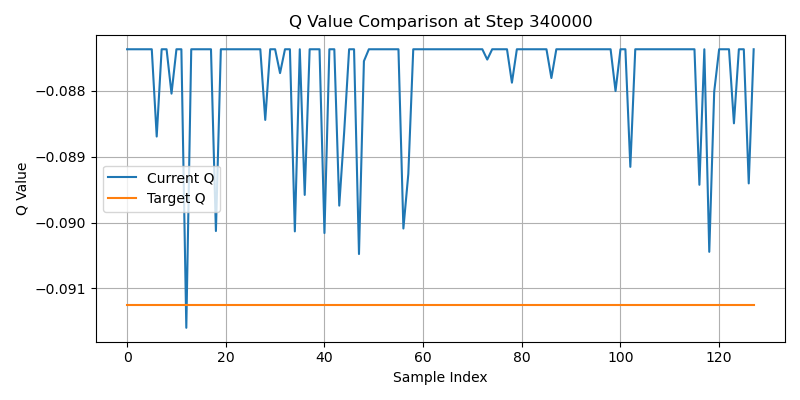 Q Value Comparison at Step 340000
Q Value
−0.088
−0.089
−0.090
−0.091
Current Q
Target Q
0 20 40 60 80 100 120
Sample Index